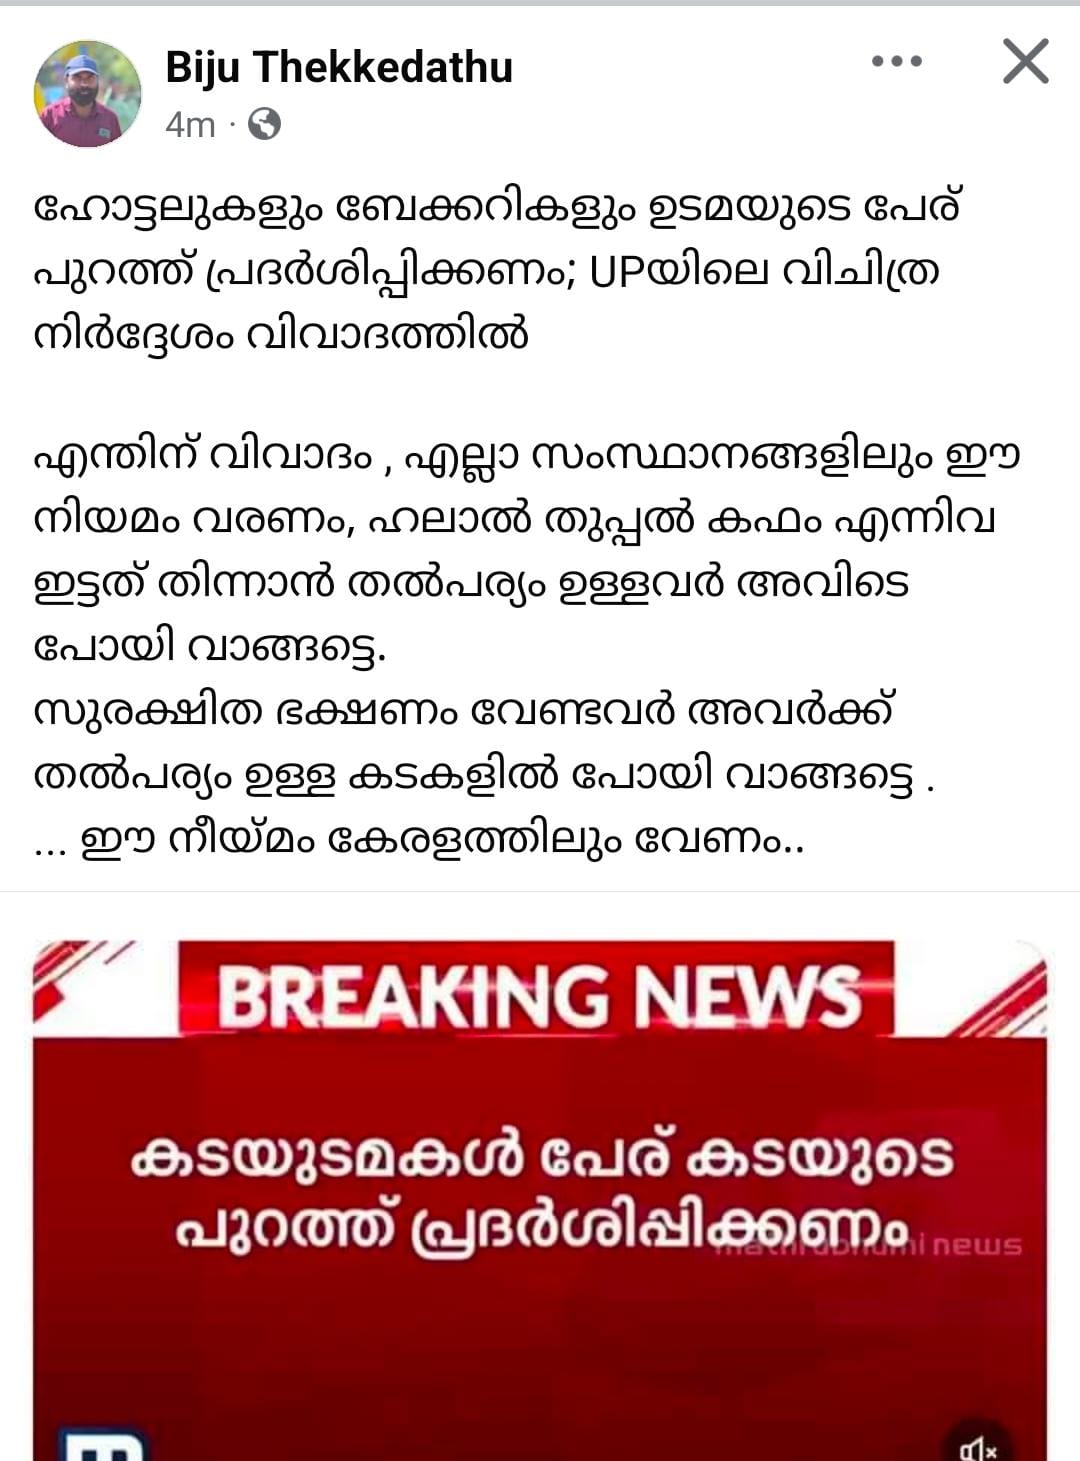 Biju Thekkedathu
4m ·
ഹോട്ടലുകളും ബേക്കറികളും ഉടമയുടെ പേര്
പുറത്ത് പ്രദർശിപ്പിക്കണം; UPയിലെ വിചിത്ര
നിർദ്ദേശം വിവാദത്തിൽ
എന്തിന് വിവാദം , എല്ലാ സംസ്ഥാനങ്ങളിലും ഈ
നിയമം വരണം, ഹലാൽ തുപ്പൽ കഫം എന്നിവ
ഇട്ടത് തിന്നാൻ തൽപര്യം ഉള്ളവർ അവിടെ
പോയി വാങ്ങട്ടെ.
സുരക്ഷിത ഭക്ഷണം വേണ്ടവർ അവർക്ക്
തൽപര്യം ഉള്ള കടകളിൽ പോയി വാങ്ങട്ടെ .
... ഈ നീയ്മം കേരളത്തിലും വേണം..
BREAKING NEWS
കടയുടമകൾ പേര് കടയുടെ
പുറത്ത് പ്രദർശിപ്പിക്കണം
mathrubhumi news